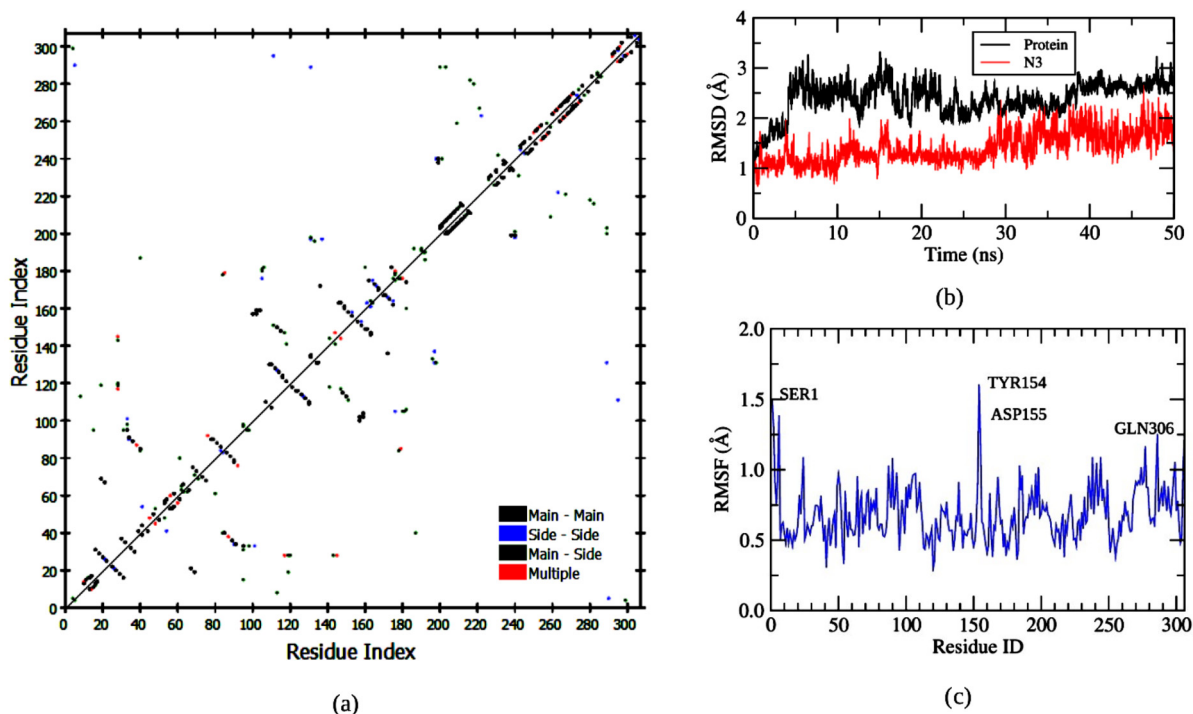 300
280
260
240
220
200
180
160
140
120
100
80
60
40
20
0
Residue Index
0 20 40 60 80 100 120 140 160 180 200 220 240 260 280 300
Residue Index
Main - Main
Side - Side
Main - Side
Multiple
(a)
4
3
2
1
0
RMSD (Å)
Protein
N3
0 10 20 30 40 50
Time (ns)
(b)
2.0
1.5
1.0
0.5
0.0
RMSF (Å)
SER1
TYR154
ASP155
GLN306
0 50 100 150 200 250 300
Residue ID
(c)